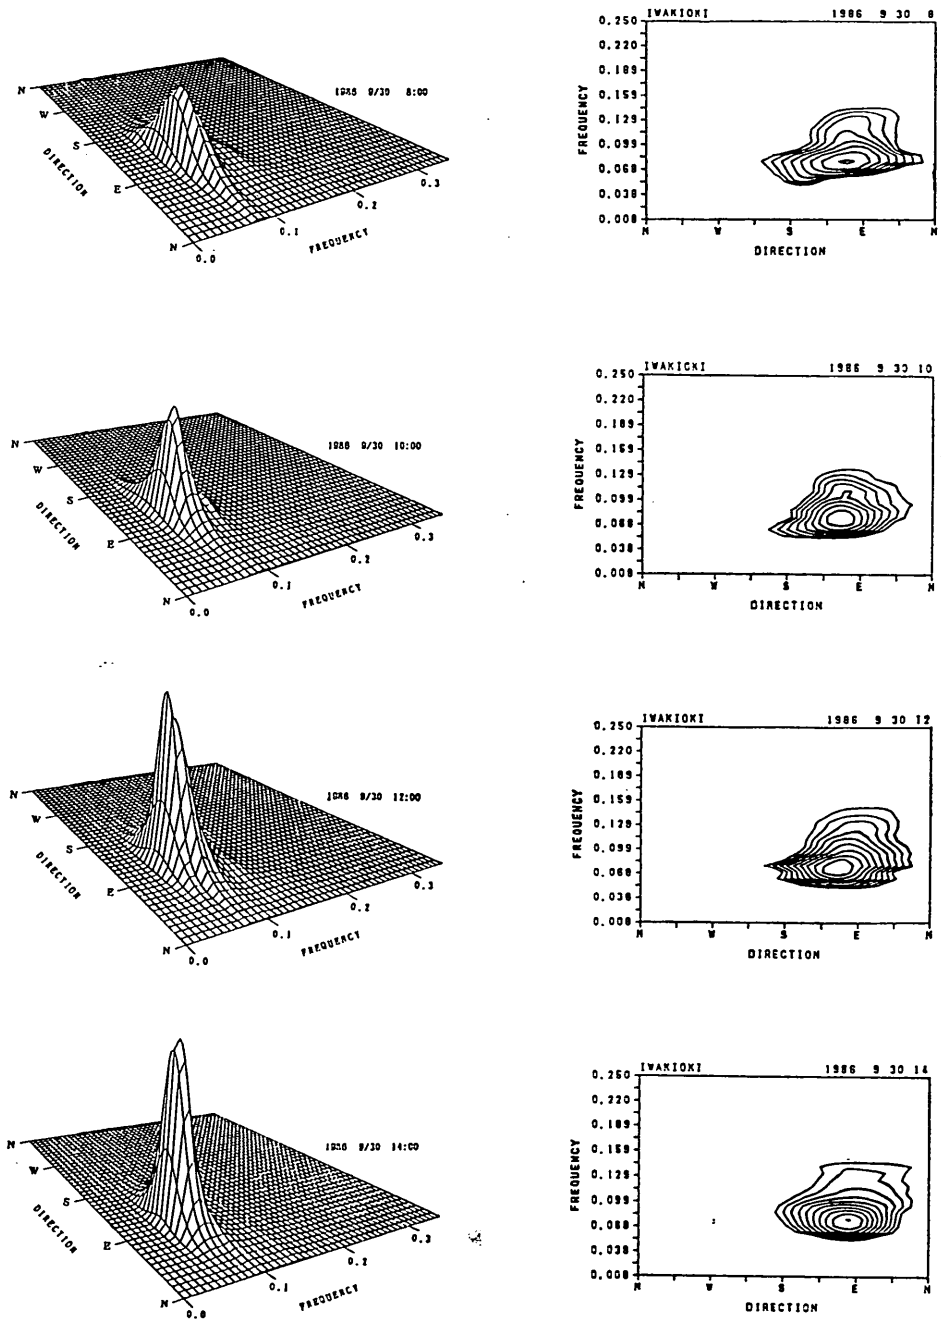 1986 9/30 8:00
N
W
S
E
N
DIRECTION
0.0
0.1
0.2
0.3
FREQUENCY
IWAKIOKI 1986 9 30 8
0.250
0.220
0.189
0.159
0.129
0.099
0.068
0.038
0.008
FREQUENCY
N W S E N
DIRECTION
1986 9/30 10:00
N
W
S
E
N
DIRECTION
0.0
0.1
0.2
0.3
FREQUENCY
IWAKIOKI 1986 9 30 10
0.250
0.220
0.189
0.159
0.129
0.099
0.068
0.038
0.008
FREQUENCY
N W S E N
DIRECTION
1986 9/30 12:00
N
W
S
E
N
DIRECTION
0.0
0.1
0.2
0.3
FREQUENCY
IWAKIOKI 1986 9 30 12
0.250
0.220
0.189
0.159
0.129
0.099
0.068
0.038
0.008
FREQUENCY
N W S E N
DIRECTION
1986 9/30 14:00
N
W
S
E
N
DIRECTION
0.0
0.1
0.2
0.3
FREQUENCY
IWAKIOKI 1986 9 30 14
0.250
0.220
0.189
0.159
0.129
0.099
0.068
0.038
0.008
FREQUENCY
N W S E N
DIRECTION